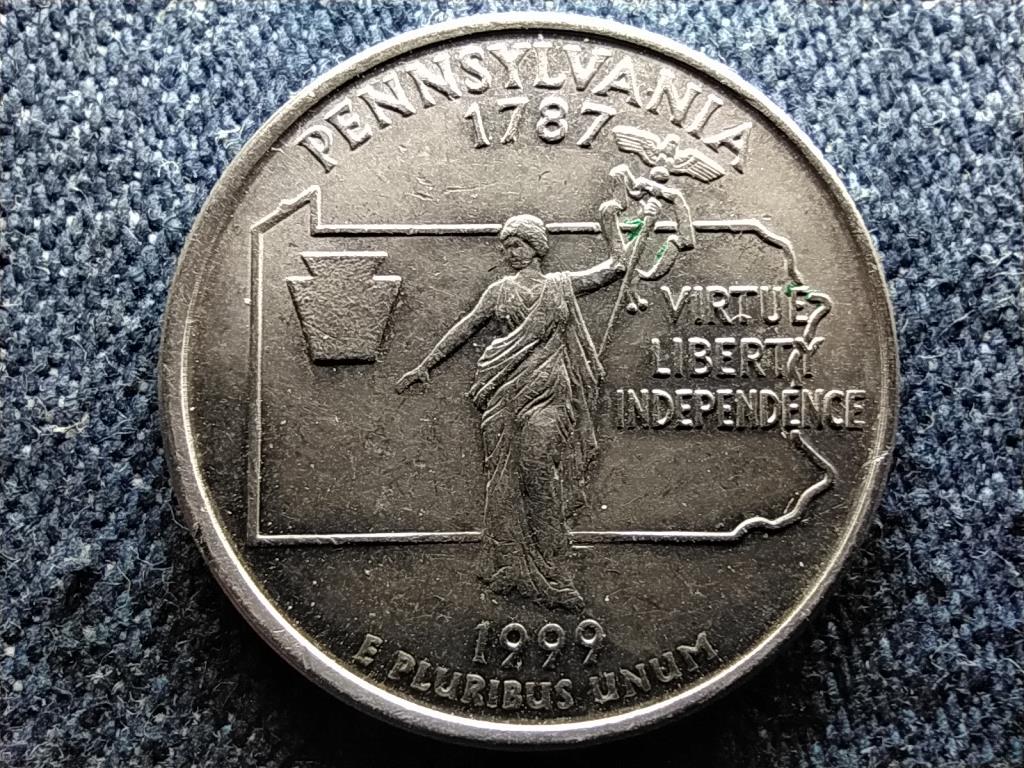 PENNSYLVANIA
1787
VIRTUE
LIBERTY
INDEPENDENCE
1999
E PLURIBUS UNUM